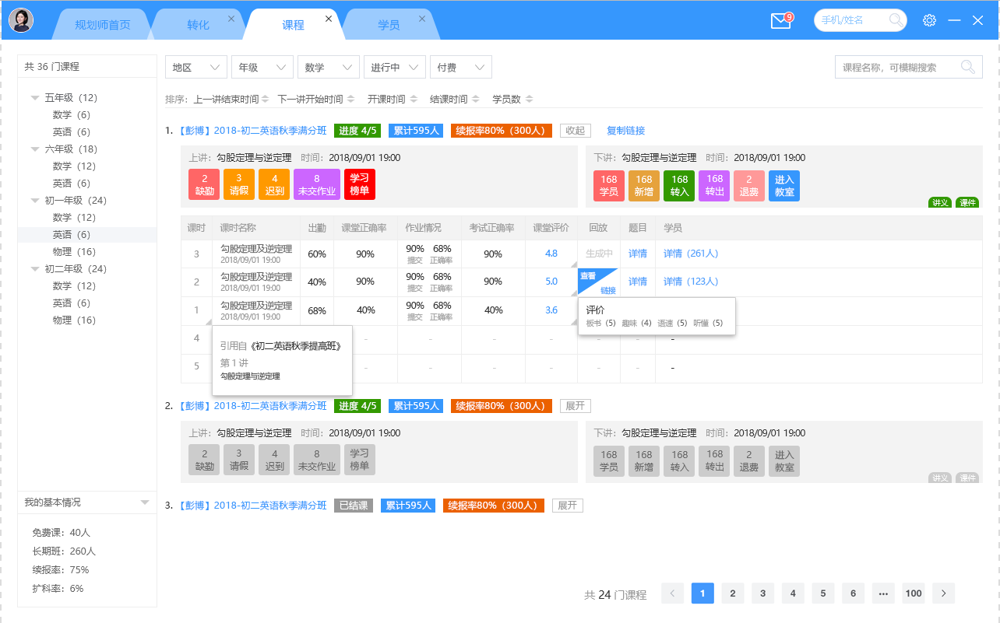 规划师首页 转化 课程 学员 9 手机/姓名
共 36 门课程
五年级（12）
数学（6）
英语（6）
六年级（18）
数学（12）
英语（6）
初一年级（24）
数学（12）
英语（6）
物理（16）
初二年级（24）
数学（12）
英语（6）
物理（16）
我的基本情况
免费课：40人
长期班：260人
续报率：75%
扩科率：6%
地区 年级 数学 进行中 付费 课程名称，可模糊搜索
排序： 上一讲结束时间 下一讲开始时间 开课时间 结课时间 学员数
1. 【彭博】2018-初二英语秋季满分班 进度 4/5 累计595人 续报率80%（300人） 收起 复制链接
上讲：勾股定理与逆定理 时间：2018/09/01 19:00
2 3 4 8 学习
缺勤 请假 迟到 未交作业 榜单
下讲：勾股定理与逆定理 时间：2018/09/01 19:00
168 168 168 168 2 进入
学员 新增 转入 转出 退费 教室
讲义 课件
课时 课时名称 出勤 课堂正确率 作业情况 考试正确率 课堂评价 回放 题目 学员
3 勾股定理及逆定理 60% 90% 90% 68% 90% 4.8 生成中 详情 详情（261人）
2018/09/01 19:00 提交 正确率
2 勾股定理及逆定理 40% 90% 90% 68% 90% 5.0 查看 详情 详情（123人）
2018/09/01 19:00 提交 正确率 链接
1 勾股定理及逆定理 68% 40% 90% 68% 40% 3.6
2018/09/01 19:00 提交 正确率
评价
板书（5） 趣味（4） 语速（5） 听懂（5）
4 - - - - - - -
5 - - - - - - -
引用自《初二英语秋季提高班》
第 1 讲
勾股定理与逆定理
2. 【彭博】2018-初二英语秋季满分班 进度 4/5 累计595人 续报率80%（300人） 展开
上讲：勾股定理与逆定理 时间：2018/09/01 19:00
2 3 4 8 学习
缺勤 请假 迟到 未交作业 榜单
下讲：勾股定理与逆定理 时间：2018/09/01 19:00
168 168 168 168 2 进入
学员 新增 转入 转出 退费 教室
讲义 课件
3. 【彭博】2018-初二英语秋季满分班 已结课 累计595人 续报率80%（300人） 展开
共 24 门课程 < 1 2 3 4 5 6 ••• 100 >